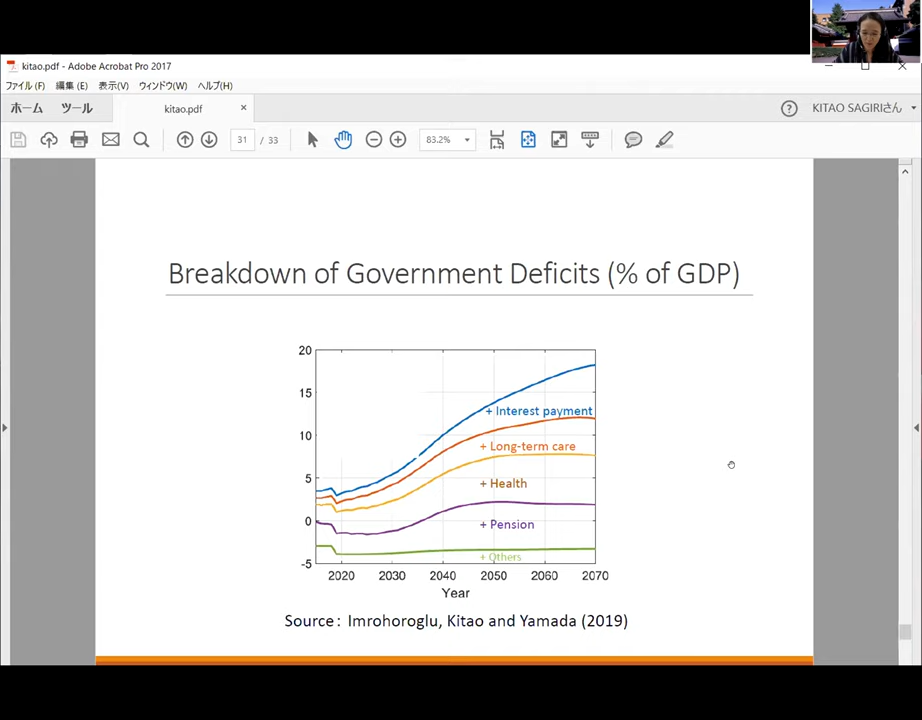 kitao.pdf - Adobe Acrobat Pro 2017
ファイル(F) 編集(E) 表示(V) ウィンドウ(W) ヘルプ(H)
ホーム ツール kitao.pdf × ? KITAO SAGIRIさん
31 / 33 83.2%
Breakdown of Government Deficits (% of GDP)
20
15
+ Interest payment
10
+ Long-term care
5
+ Health
0
+ Pension
-5
+ Others
2020 2030 2040 2050 2060 2070
Year
Source: Imrohoroglu, Kitao and Yamada (2019)